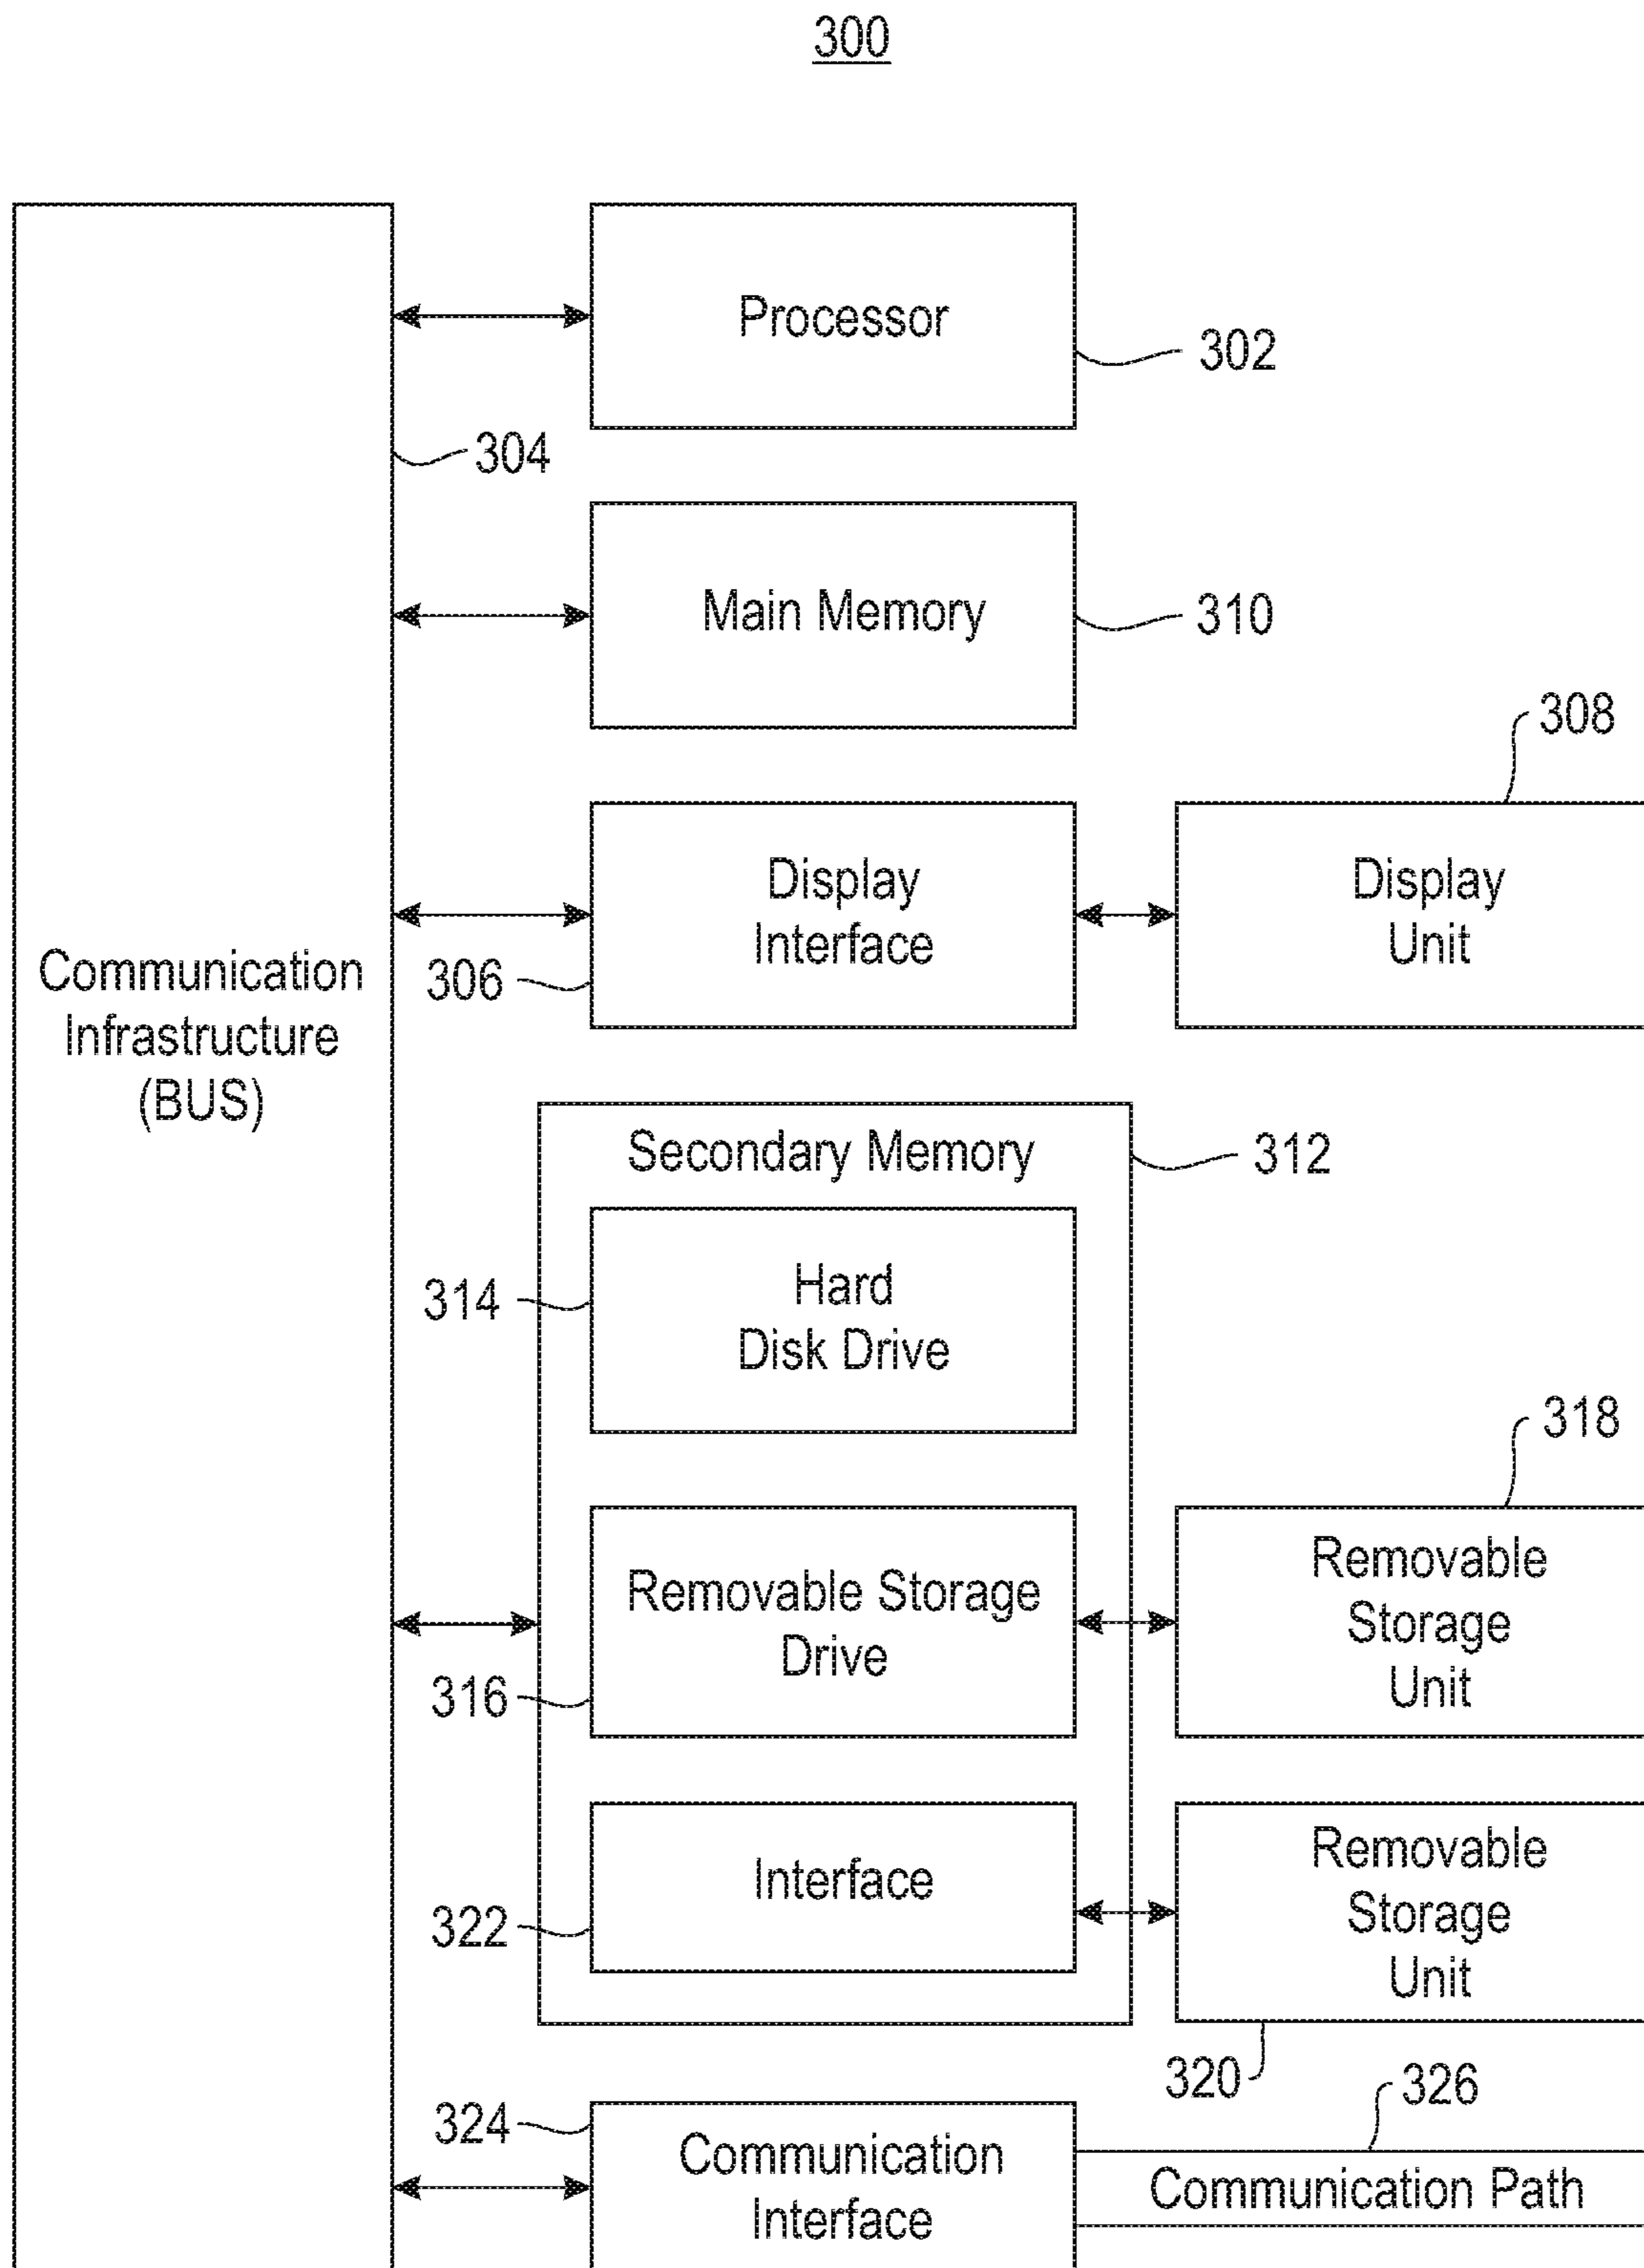 300
Processor
302
304
Main Memory
310
308
Display
Interface
306
Display
Unit
Communication
Infrastructure
(BUS)
Secondary Memory
312
Hard
Disk Drive
314
318
Removable Storage
Drive
316
Removable
Storage
Unit
Interface
322
Removable
Storage
Unit
320
326
324
Communication
Interface
Communication Path